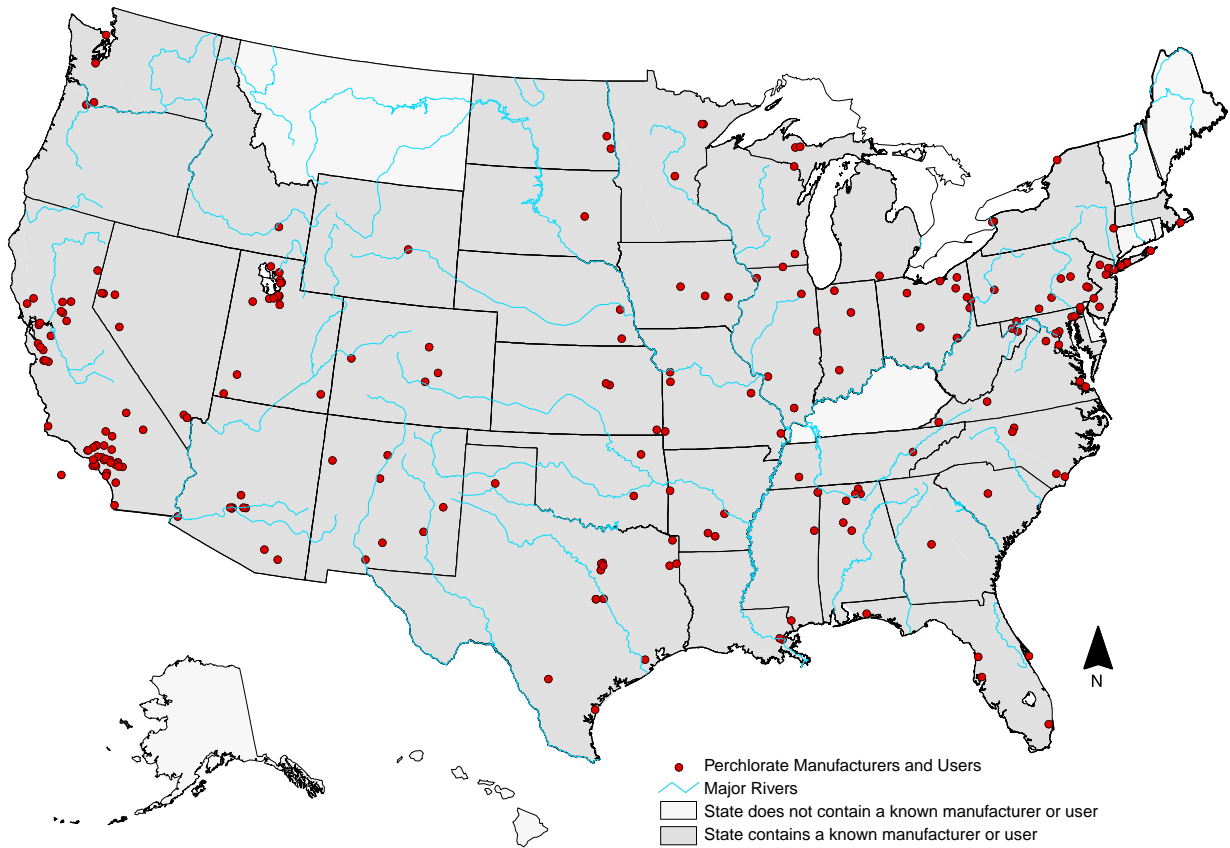 N
Perchlorate Manufacturers and Users
Major Rivers
State does not contain a known manufacturer or user
State contains a known manufacturer or user